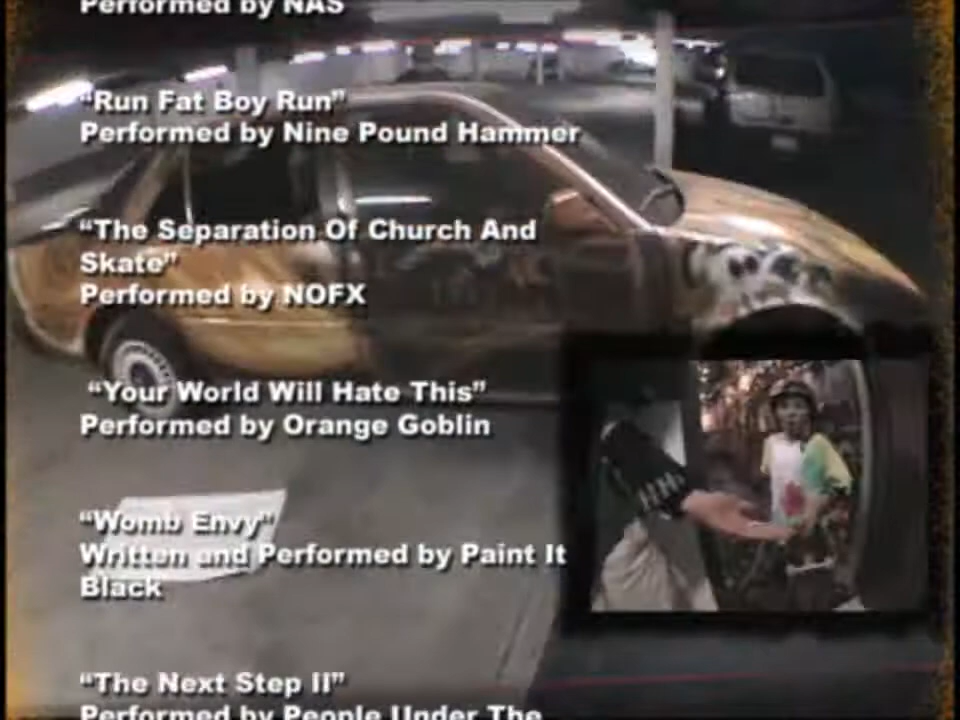 Performed by NAS
“Run Fat Boy Run”
Performed by Nine Pound Hammer
“The Separation Of Church And
Skate”
Performed by NOFX
“Your World Will Hate This”
Performed by Orange Goblin
“Womb Envy”
Written and Performed by Paint It
Black
“The Next Step II”
Performed by People Under The